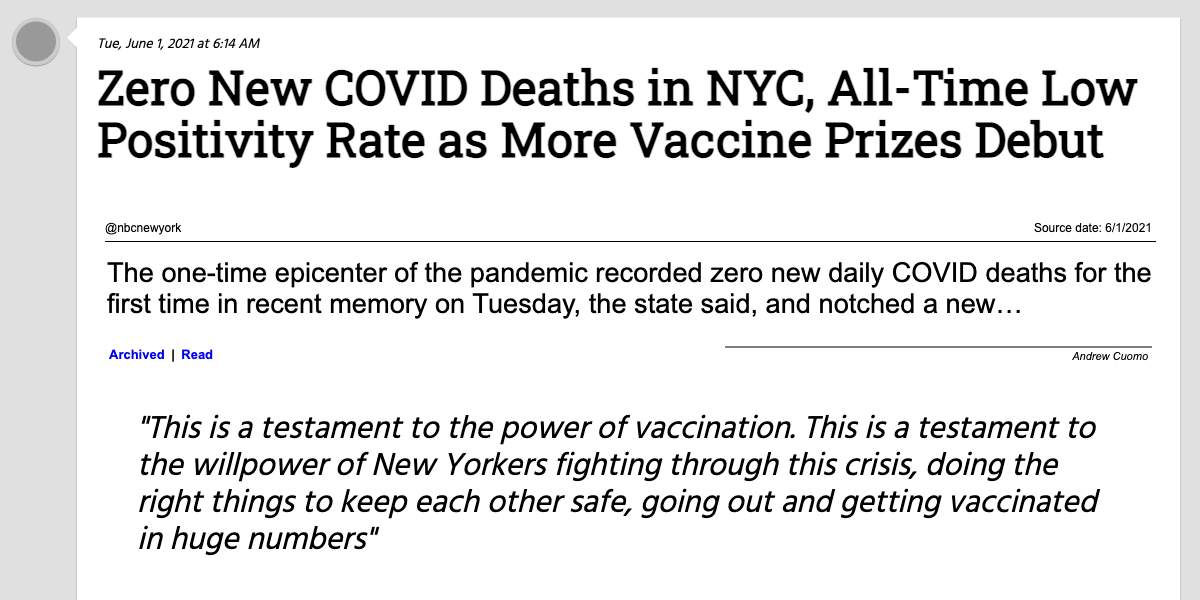 Tue, June 1, 2021 at 6:14 AM
Zero New COVID Deaths in NYC, All-Time Low
Positivity Rate as More Vaccine Prizes Debut
@nbcnewyork
Source date: 6/1/2021
The one-time epicenter of the pandemic recorded zero new daily COVID deaths for the
first time in recent memory on Tuesday, the state said, and notched a new…
Archived | Read
Andrew Cuomo
"This is a testament to the power of vaccination. This is a testament to
the willpower of New Yorkers fighting through this crisis, doing the
right things to keep each other safe, going out and getting vaccinated
in huge numbers"